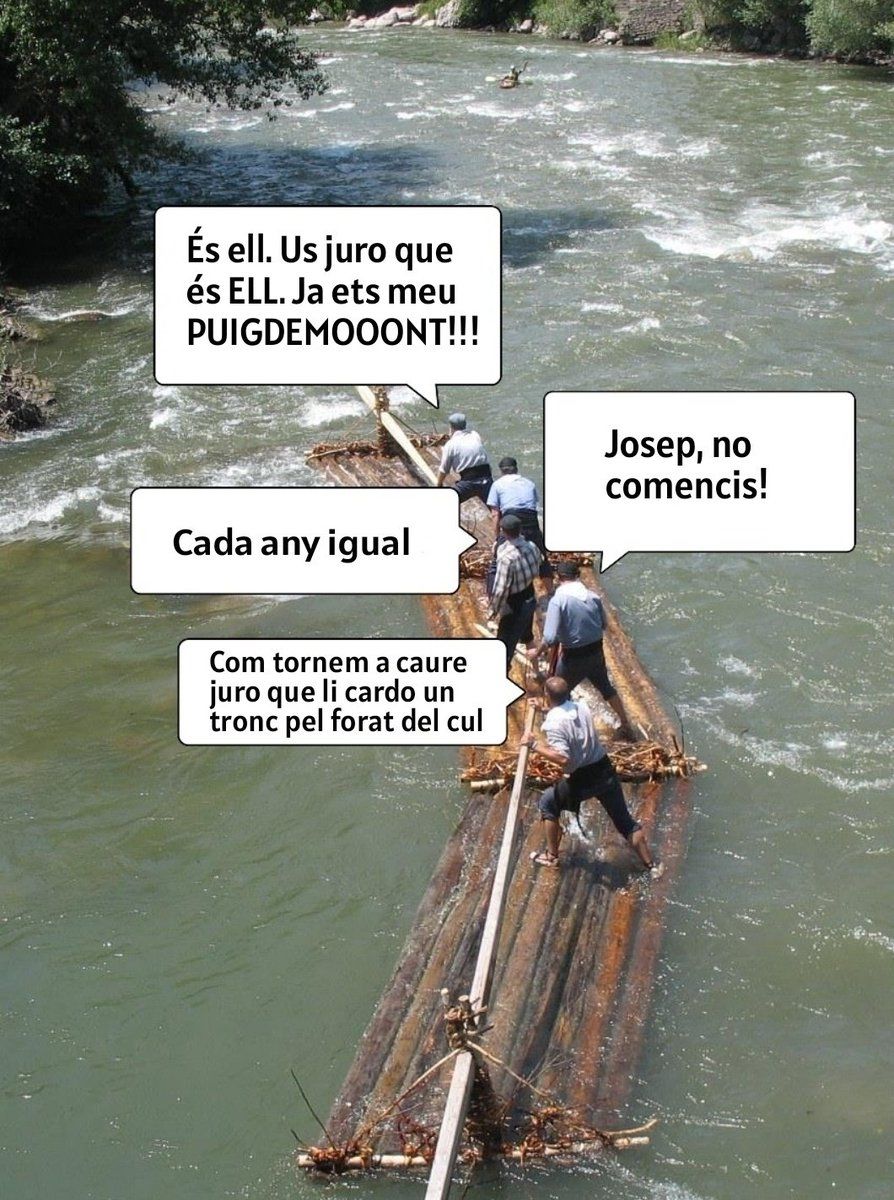 És ell. Us juro que
és ELL. Ja ets meu
PUIGDEMOOONT!!!
Josep, no
comencis!
Cada any igual
Com tornem a caure
juro que li cardo un
tronc pel forat del cul